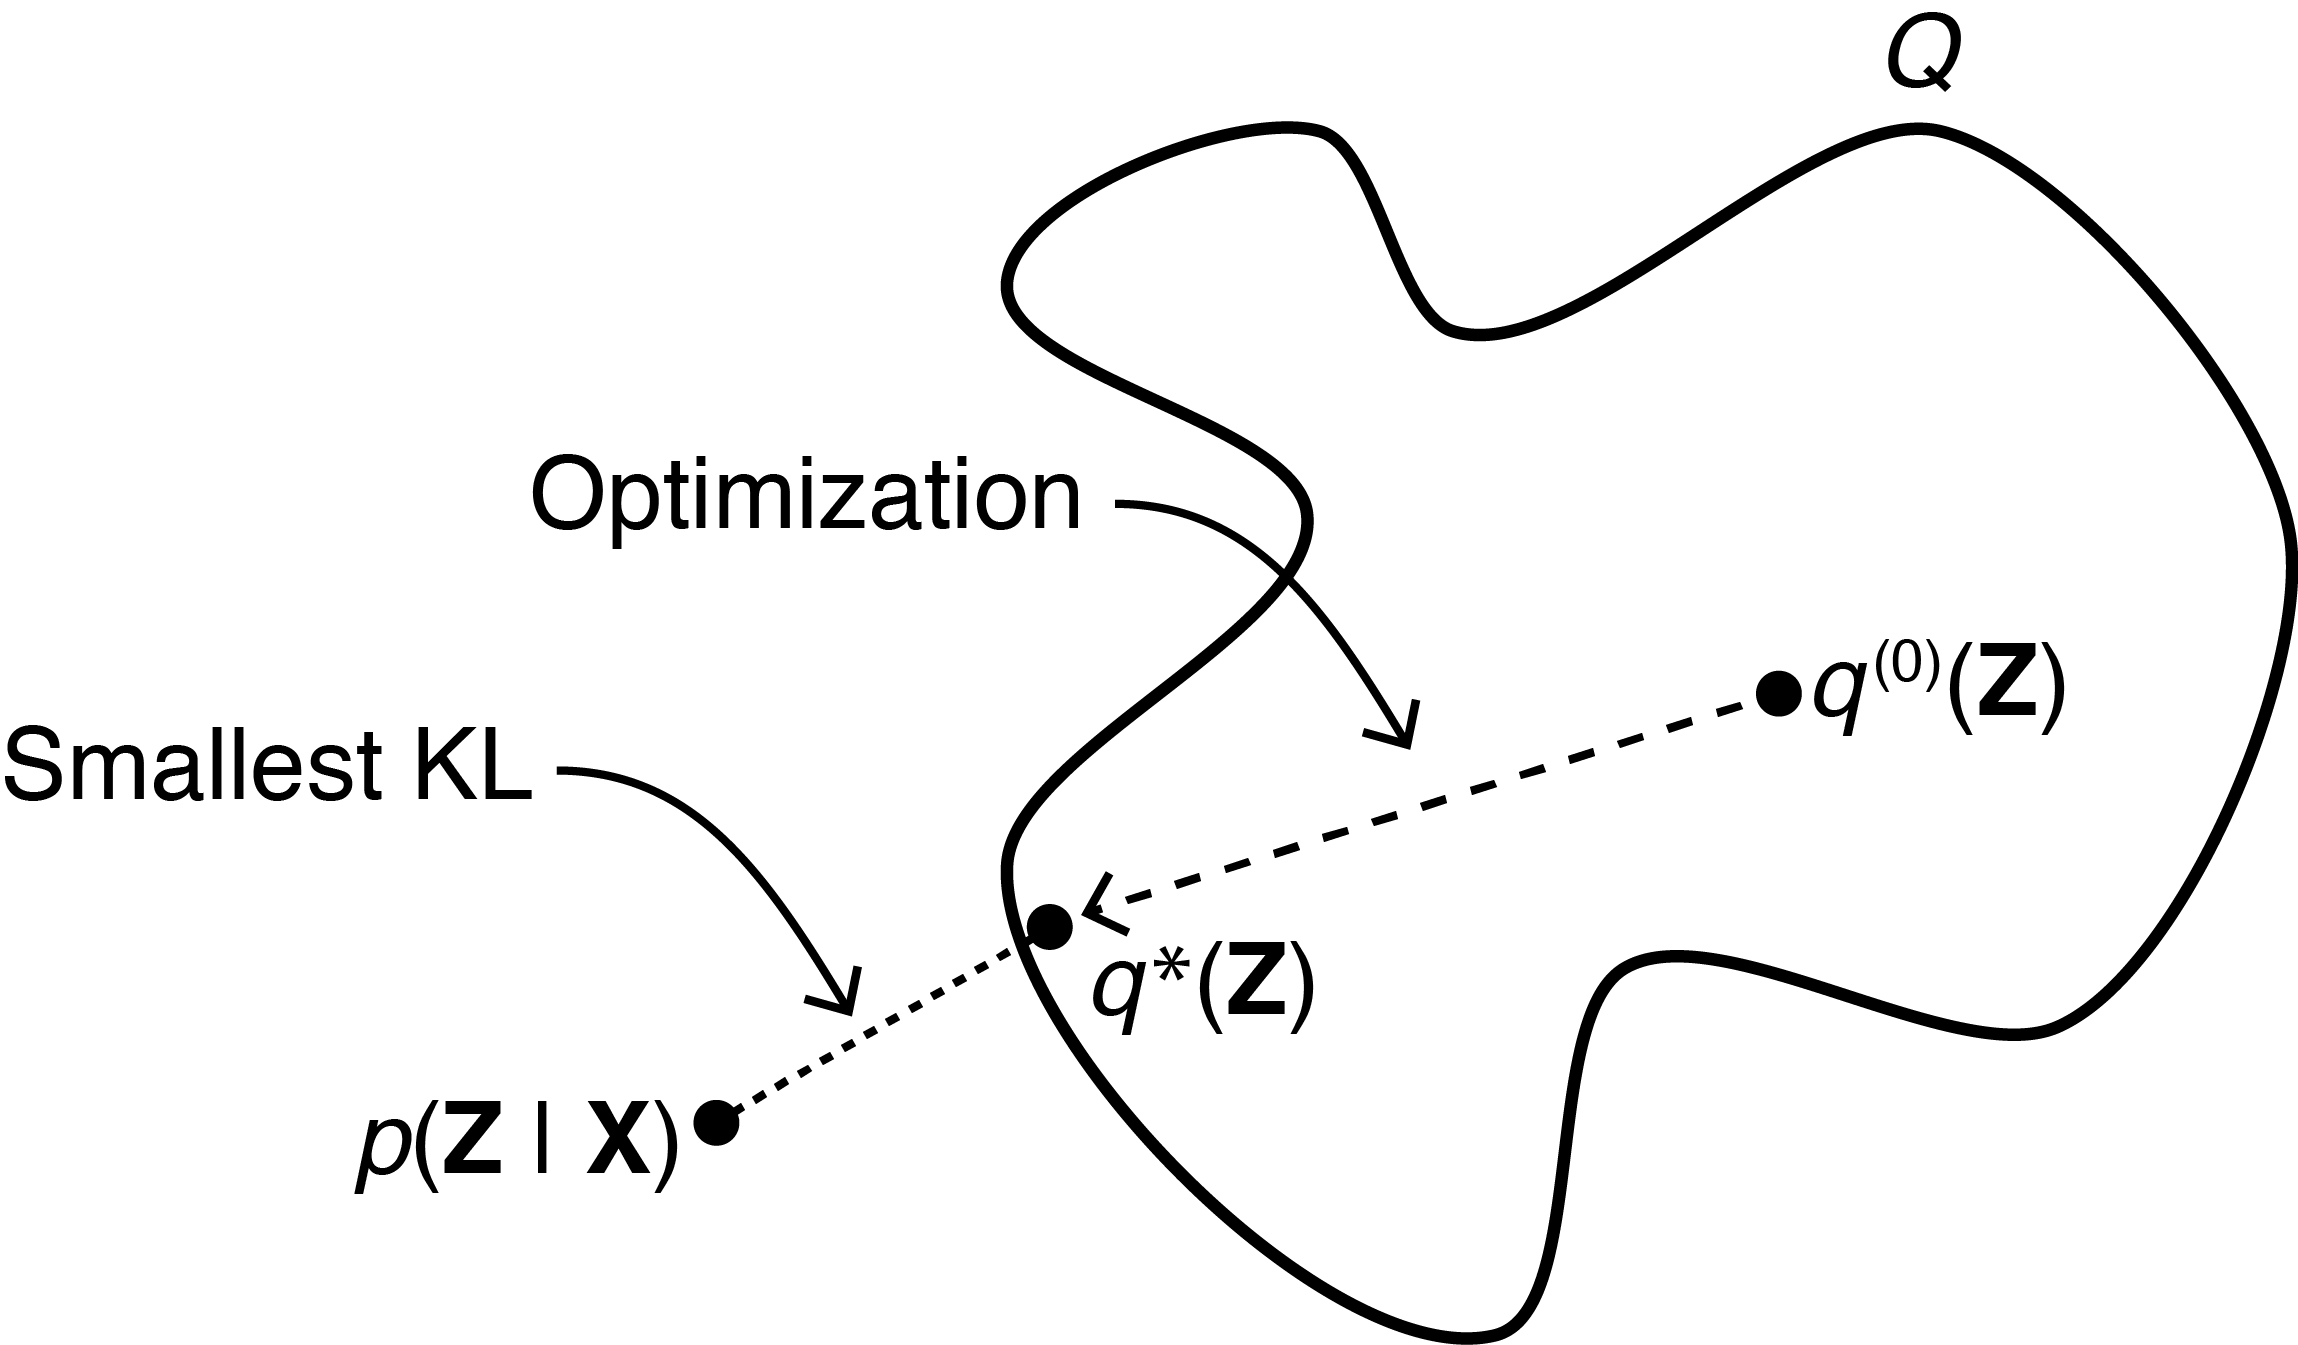 Q
Optimization
q⁽⁰⁾(Z)
Smallest KL
q*(Z)
p(Z | X)